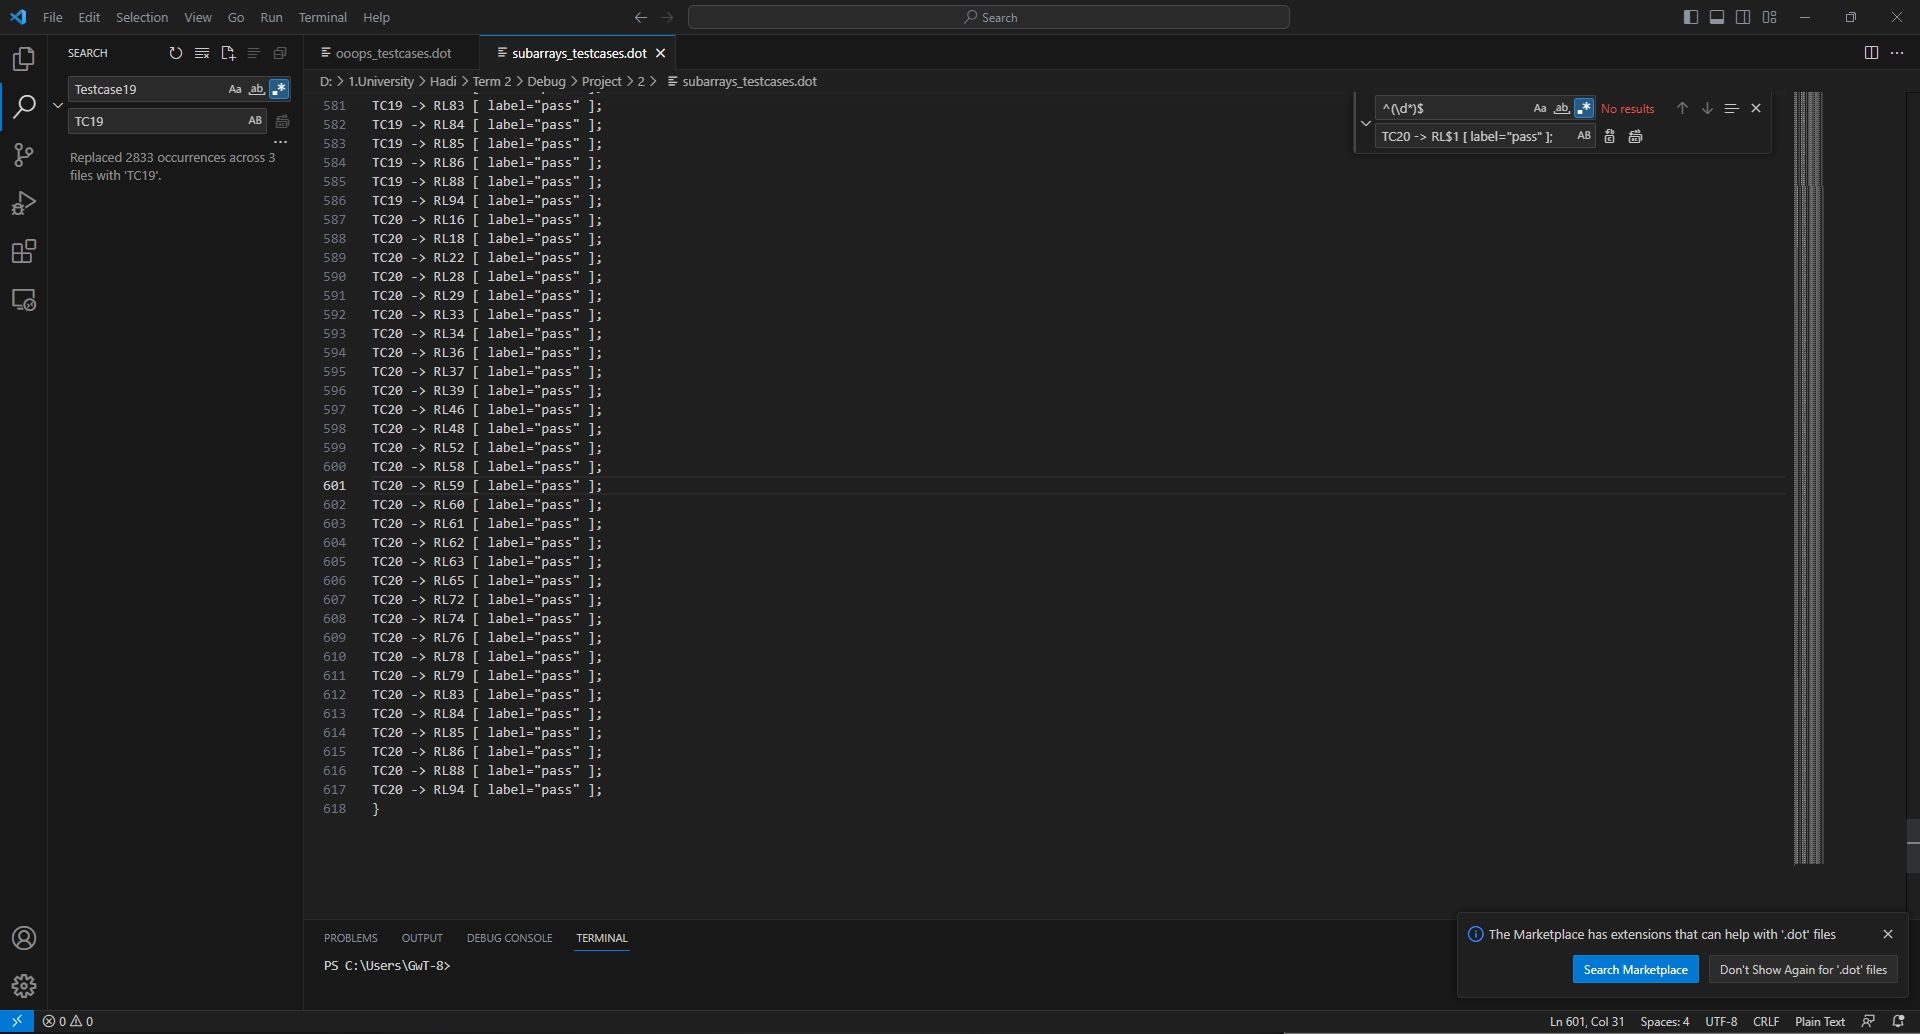 File Edit Selection View Go Run Terminal Help
Search
SEARCH
Testcase19
Aa ab
TC19
AB
Replaced 2833 occurrences across 3
files with 'TC19'.
ooops_testcases.dot
subarrays_testcases.dot
D: > 1.University > Hadi > Term 2 > Debug > Project > 2 > subarrays_testcases.dot
^(\d*)$
Aa ab
No results
TC20 -> RL$1 [ label="pass" ];
AB
581 TC19 -> RL83 [ label="pass" ];
582 TC19 -> RL84 [ label="pass" ];
583 TC19 -> RL85 [ label="pass" ];
584 TC19 -> RL86 [ label="pass" ];
585 TC19 -> RL88 [ label="pass" ];
586 TC19 -> RL94 [ label="pass" ];
587 TC20 -> RL16 [ label="pass" ];
588 TC20 -> RL18 [ label="pass" ];
589 TC20 -> RL22 [ label="pass" ];
590 TC20 -> RL28 [ label="pass" ];
591 TC20 -> RL29 [ label="pass" ];
592 TC20 -> RL33 [ label="pass" ];
593 TC20 -> RL34 [ label="pass" ];
594 TC20 -> RL36 [ label="pass" ];
595 TC20 -> RL37 [ label="pass" ];
596 TC20 -> RL39 [ label="pass" ];
597 TC20 -> RL46 [ label="pass" ];
598 TC20 -> RL48 [ label="pass" ];
599 TC20 -> RL52 [ label="pass" ];
600 TC20 -> RL58 [ label="pass" ];
601 TC20 -> RL59 [ label="pass" ];
602 TC20 -> RL60 [ label="pass" ];
603 TC20 -> RL61 [ label="pass" ];
604 TC20 -> RL62 [ label="pass" ];
605 TC20 -> RL63 [ label="pass" ];
606 TC20 -> RL65 [ label="pass" ];
607 TC20 -> RL72 [ label="pass" ];
608 TC20 -> RL74 [ label="pass" ];
609 TC20 -> RL76 [ label="pass" ];
610 TC20 -> RL78 [ label="pass" ];
611 TC20 -> RL79 [ label="pass" ];
612 TC20 -> RL83 [ label="pass" ];
613 TC20 -> RL84 [ label="pass" ];
614 TC20 -> RL85 [ label="pass" ];
615 TC20 -> RL86 [ label="pass" ];
616 TC20 -> RL88 [ label="pass" ];
617 TC20 -> RL94 [ label="pass" ];
618 }
PROBLEMS OUTPUT DEBUG CONSOLE TERMINAL
PS C:\Users\GwT-8>
The Marketplace has extensions that can help with '.dot' files
Search Marketplace
Don't Show Again for '.dot' files
0 0
Ln 601, Col 31 Spaces: 4 UTF-8 CRLF Plain Text